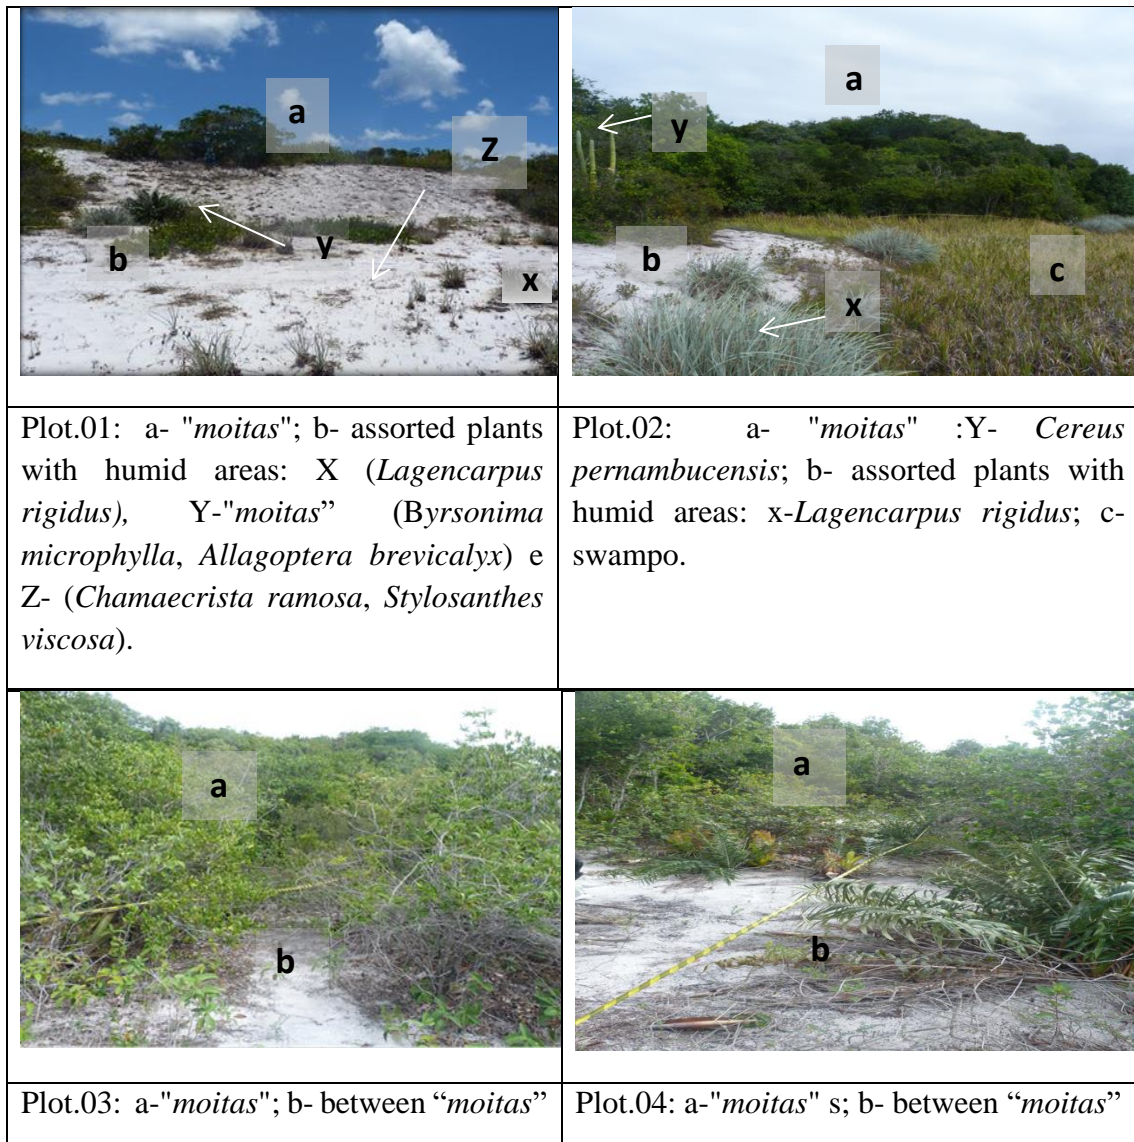 a
Z
y
b
x
a
y
b
c
x
Plot.01: a- "moitas"; b- assorted plants
with humid areas: X (Lagencarpus
rigidus), Y-"moitas” (Byrsonima
microphylla, Allagoptera brevicalyx) e
Z- (Chamaecrista ramosa, Stylosanthes
viscosa).
Plot.02: a- "moitas" :Y- Cereus
pernambucensis; b- assorted plants with
humid areas: x-Lagencarpus rigidus; c-
swampo.
a
b
a
b
Plot.03: a-"moitas"; b- between “moitas”
Plot.04: a-"moitas" s; b- between “moitas”